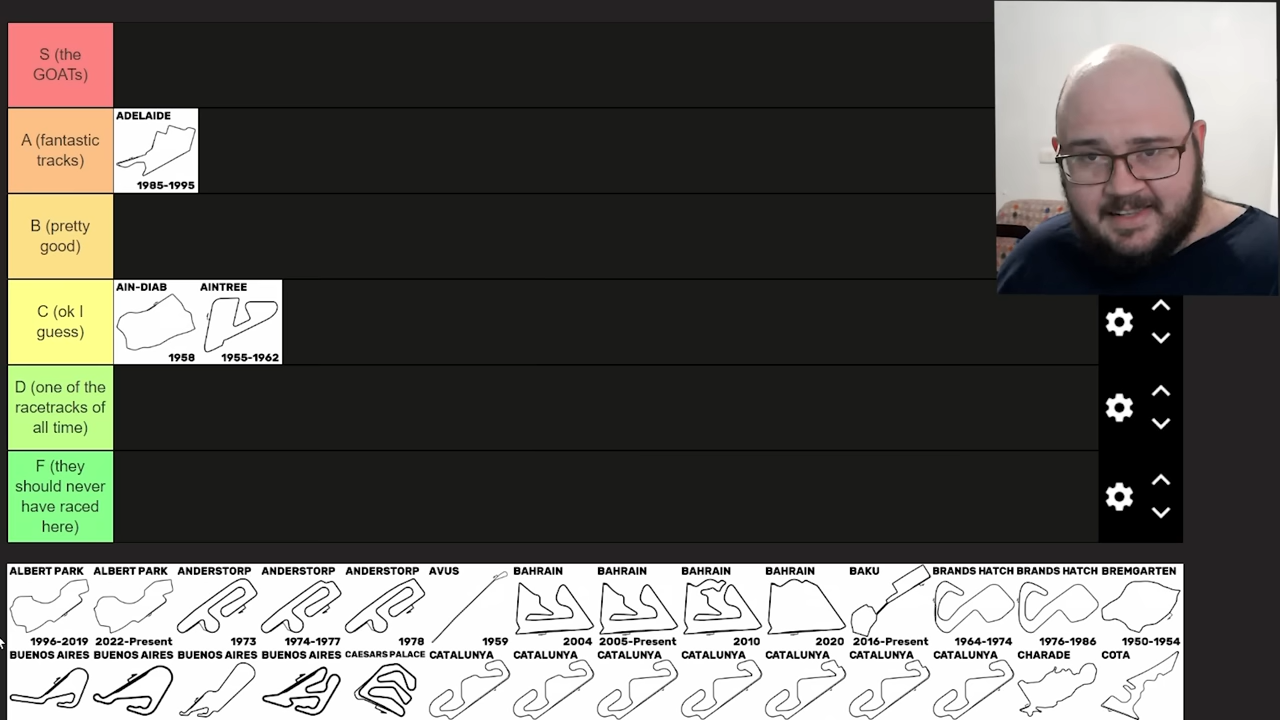 S (the
GOATs)
A (fantastic
tracks)
ADELAIDE
1985-1995
B (pretty
good)
C (ok I
guess)
AIN-DIAB
1958
AINTREE
1955-1962
D (one of the
racetracks of
all time)
F (they
should never
have raced
here)
ALBERT PARK ALBERT PARK ANDERSTORP ANDERSTORP ANDERSTORP AVUS BAHRAIN BAHRAIN BAHRAIN BAHRAIN BAKU BRANDS HATCH BRANDS HATCH BREMGARTEN
1996-2019 2022-Present 1973 1974-1977 1978 1959 2004 2005-Present 2010 2020 2016-Present 1964-1974 1976-1986 1950-1954
BUENOS AIRES BUENOS AIRES BUENOS AIRES BUENOS AIRES CAESARS PALACE CATALUNYA CATALUNYA CATALUNYA CATALUNYA CATALUNYA CATALUNYA CATALUNYA CHARADE COTA